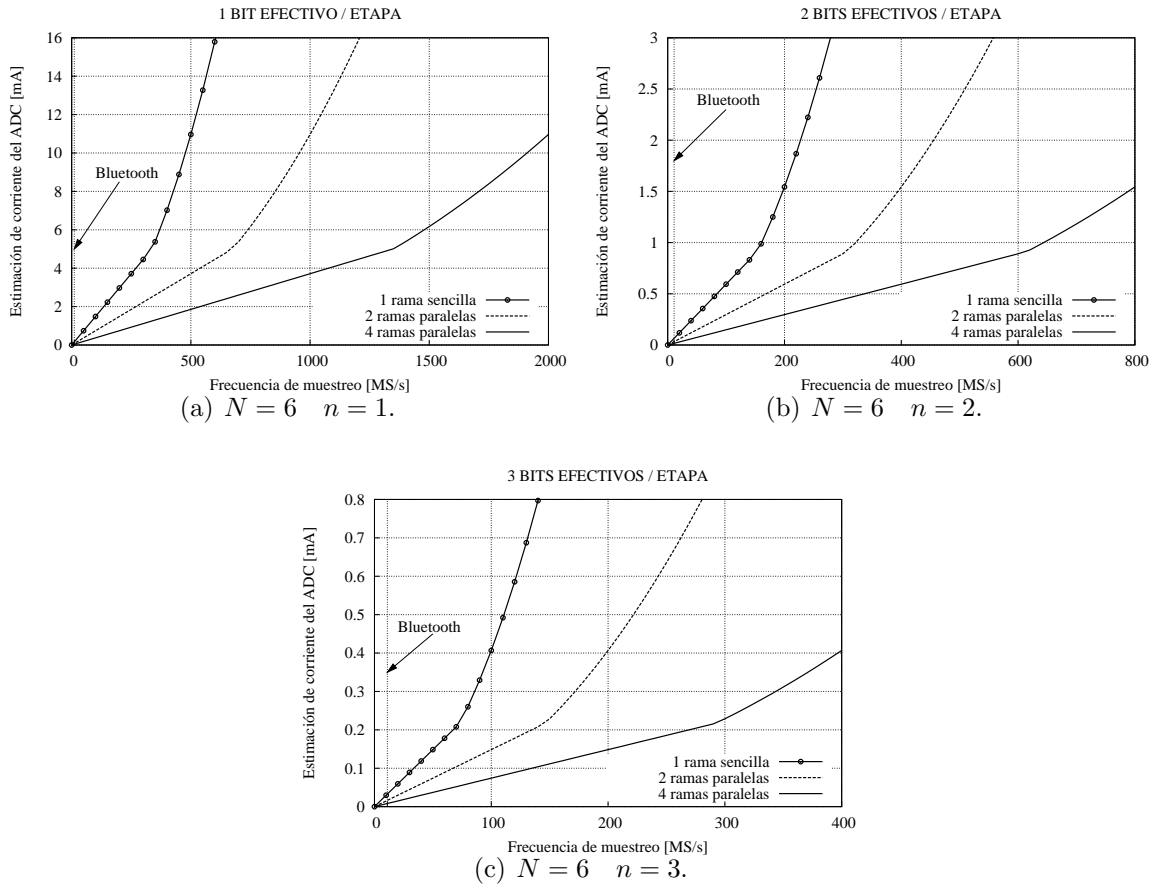 1 BIT EFECTIVO / ETAPA
Estimación de corriente del ADC [mA]
16
14
12
10
8
6
4
2
0
Bluetooth
1 rama sencilla
2 ramas paralelas
4 ramas paralelas
0 500 1000 1500 2000
Frecuencia de muestreo [MS/s]
(a) N = 6 n = 1.
2 BITS EFECTIVOS / ETAPA
Estimación de corriente del ADC [mA]
3
2.5
2
1.5
1
0.5
0
Bluetooth
1 rama sencilla
2 ramas paralelas
4 ramas paralelas
0 200 400 600 800
Frecuencia de muestreo [MS/s]
(b) N = 6 n = 2.
3 BITS EFECTIVOS / ETAPA
Estimación de corriente del ADC [mA]
0.8
0.7
0.6
0.5
0.4
0.3
0.2
0.1
0
Bluetooth
1 rama sencilla
2 ramas paralelas
4 ramas paralelas
0 100 200 300 400
Frecuencia de muestreo [MS/s]
(c) N = 6 n = 3.